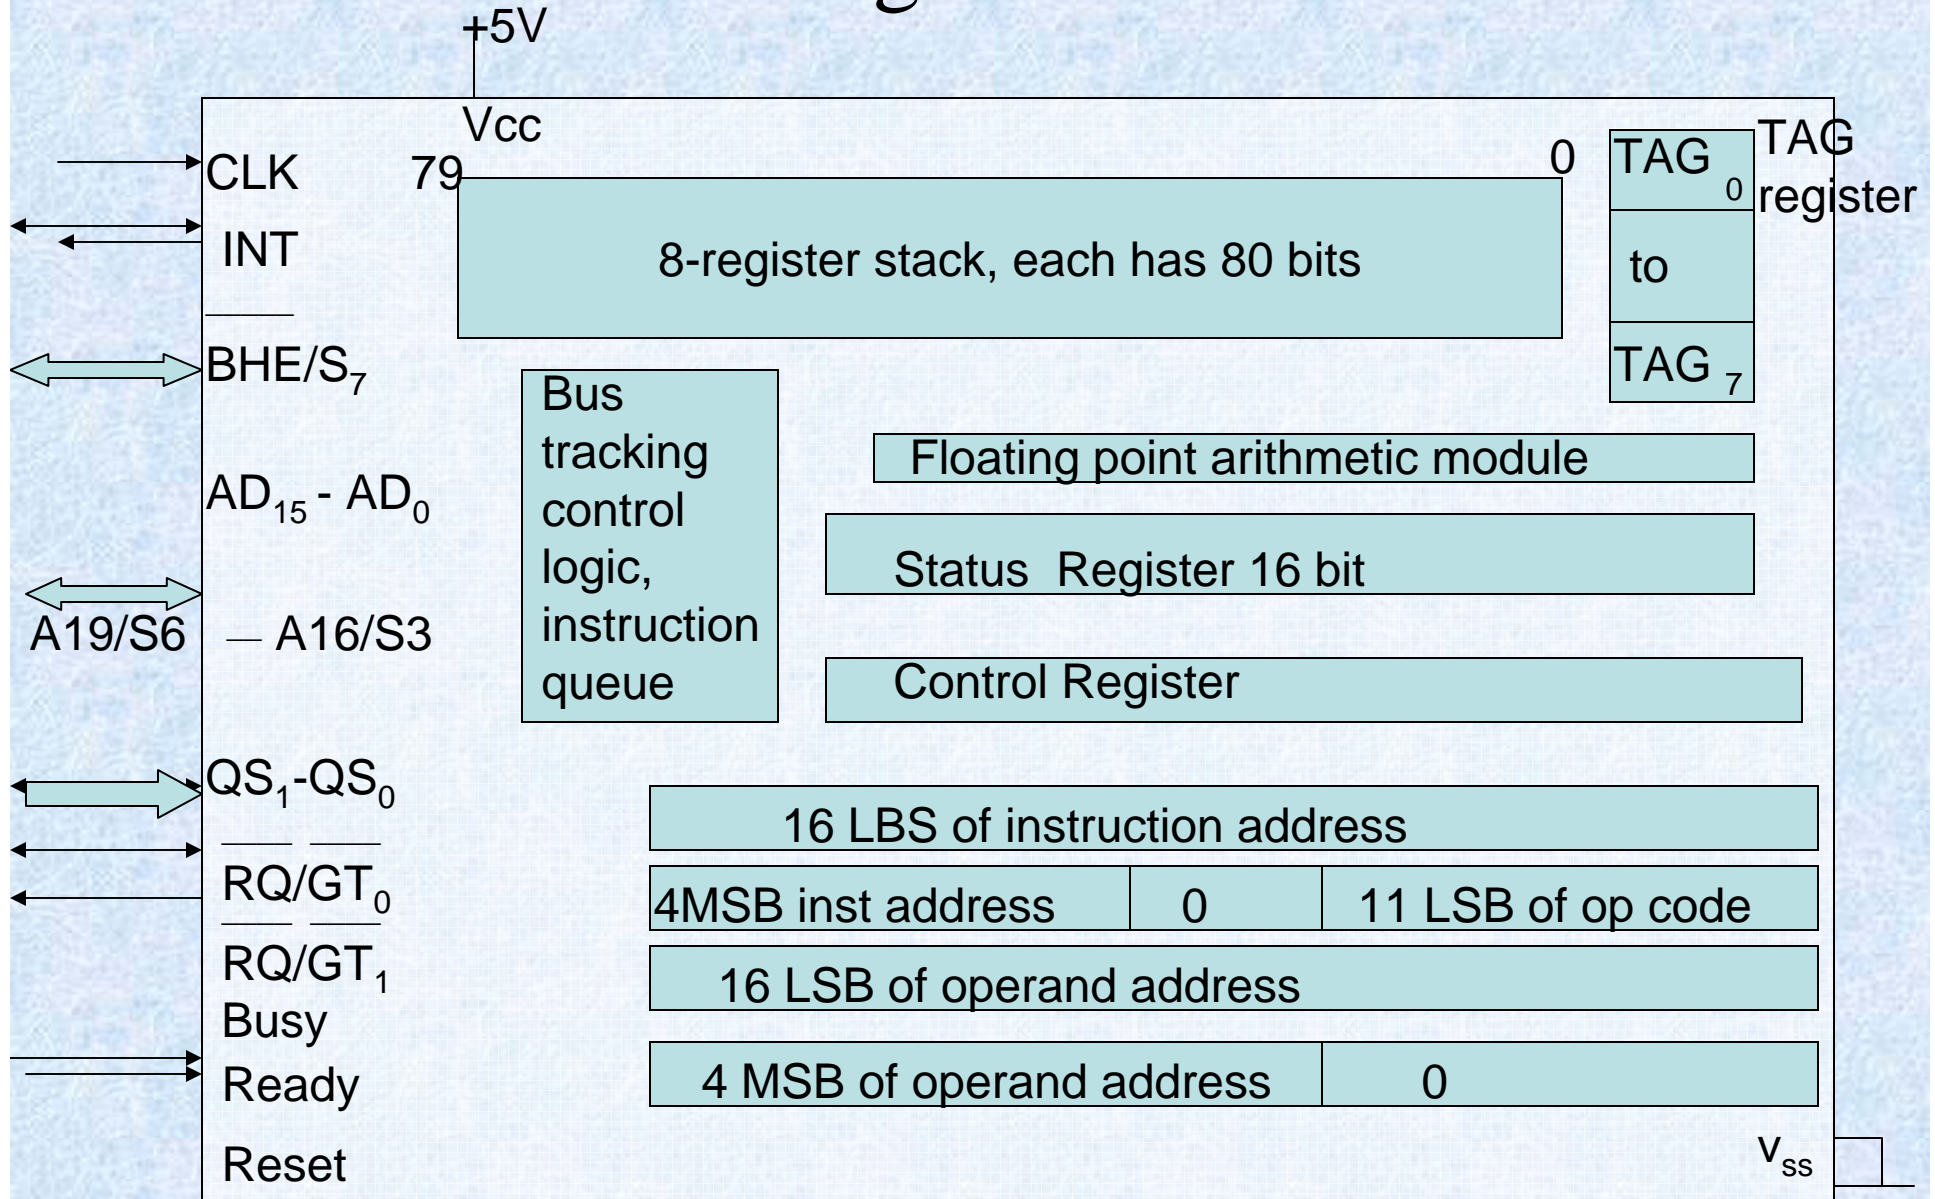 +5V
Vcc
CLK 79 0 TAG 0 TAG register
INT
8-register stack, each has 80 bits
to
BHE/S7
TAG 7
Bus
tracking
control
logic,
instruction
queue
Floating point arithmetic module
AD15 - AD0
Status Register 16 bit
A19/S6 — A16/S3
Control Register
QS1-QS0
16 LBS of instruction address
RQ/GT0
4MSB inst address 0 11 LSB of op code
RQ/GT1
16 LSB of operand address
Busy
Ready
4 MSB of operand address 0
Reset
vss